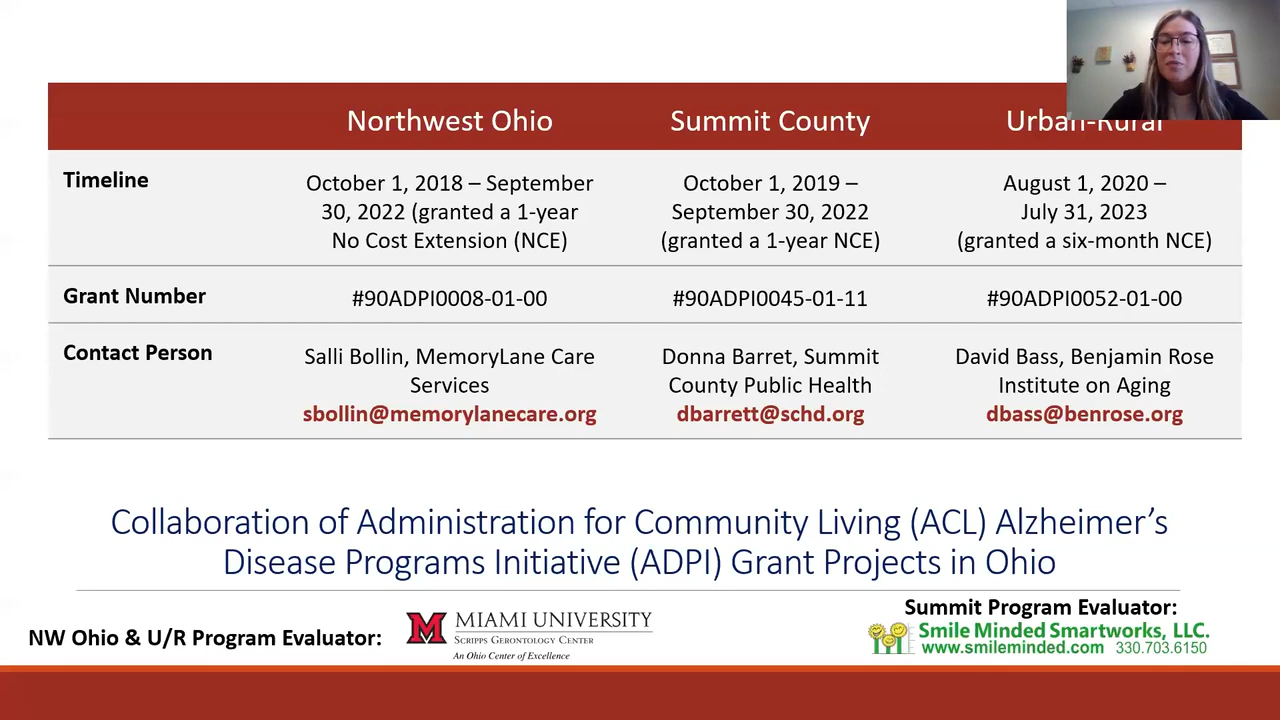 Northwest Ohio
Summit County
Urban-Rural
Timeline
October 1, 2018 – September
30, 2022 (granted a 1-year
No Cost Extension (NCE)
October 1, 2019 –
September 30, 2022
(granted a 1-year NCE)
August 1, 2020 –
July 31, 2023
(granted a six-month NCE)
Grant Number
#90ADPI0008-01-00
#90ADPI0045-01-11
#90ADPI0052-01-00
Contact Person
Salli Bollin, MemoryLane Care
Services
sbollin@memorylanecare.org
Donna Barret, Summit
County Public Health
dbarrett@schd.org
David Bass, Benjamin Rose
Institute on Aging
dbass@benrose.org
Collaboration of Administration for Community Living (ACL) Alzheimer’s
Disease Programs Initiative (ADPI) Grant Projects in Ohio
NW Ohio & U/R Program Evaluator:
MIAMI UNIVERSITY
SCRIPPS GERONTOLOGY CENTER
An Ohio Center of Excellence
Summit Program Evaluator:
Smile Minded Smartworks, LLC.
www.smileminded.com 330.703.6150